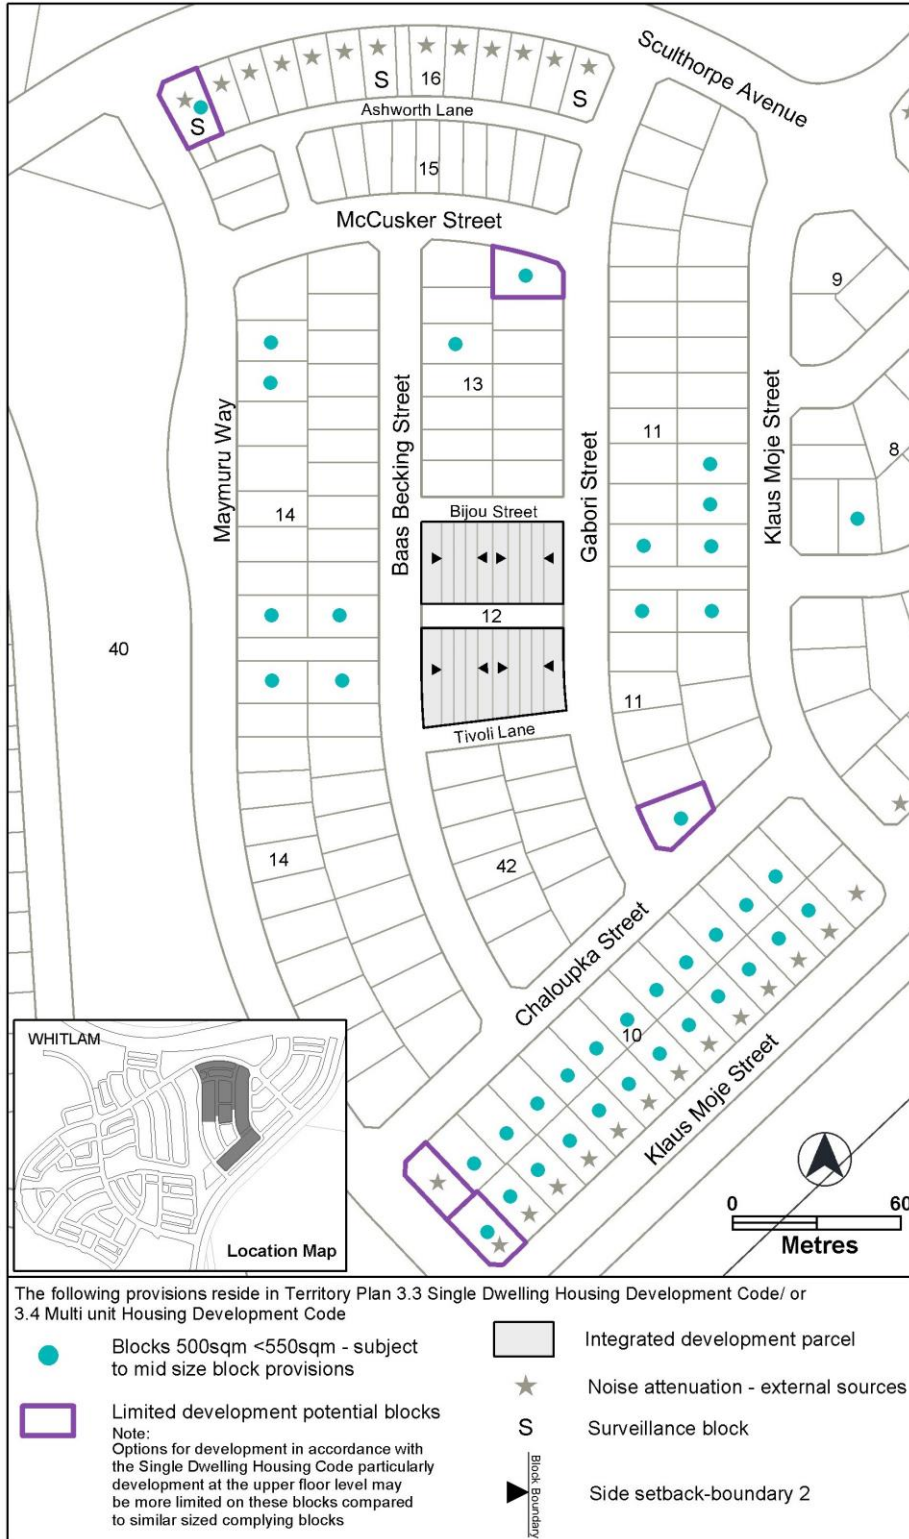 Sculthorpe Avenue
S
16
S
S
Ashworth Lane
15
McCusker Street
9
13
11
8
Maymuru Way
Baas Becking Street
Gabori Street
Klaus Moje Street
14
Bijou Street
12
40
11
Tivoli Lane
14
42
Chaloupka Street
10
Klaus Moje Street
WHITLAM
Location Map
0 60
Metres
The following provisions reside in Territory Plan 3.3 Single Dwelling Housing Development Code/ or
3.4 Multi unit Housing Development Code
Blocks 500sqm <550sqm - subject
to mid size block provisions
Limited development potential blocks
Note:
Options for development in accordance with
the Single Dwelling Housing Code particularly
development at the upper floor level may
be more limited on these blocks compared
to similar sized complying blocks
Integrated development parcel
Noise attenuation - external sources
S Surveillance block
Block Boundary
Side setback-boundary 2